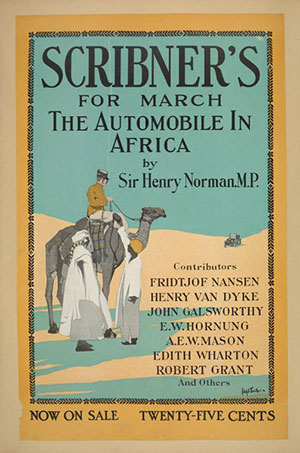 SCRIBNER'S
FOR MARCH
THE AUTOMOBILE IN
AFRICA
by
Sir Henry Norman, M.P.
Contributors
FRIDTJOF NANSEN
HENRY VAN DYKE
JOHN GALSWORTHY
E.W. HORNUNG
A.E.W. MASON
EDITH WHARTON
ROBERT GRANT
And Others
NOW ON SALE TWENTY-FIVE CENTS